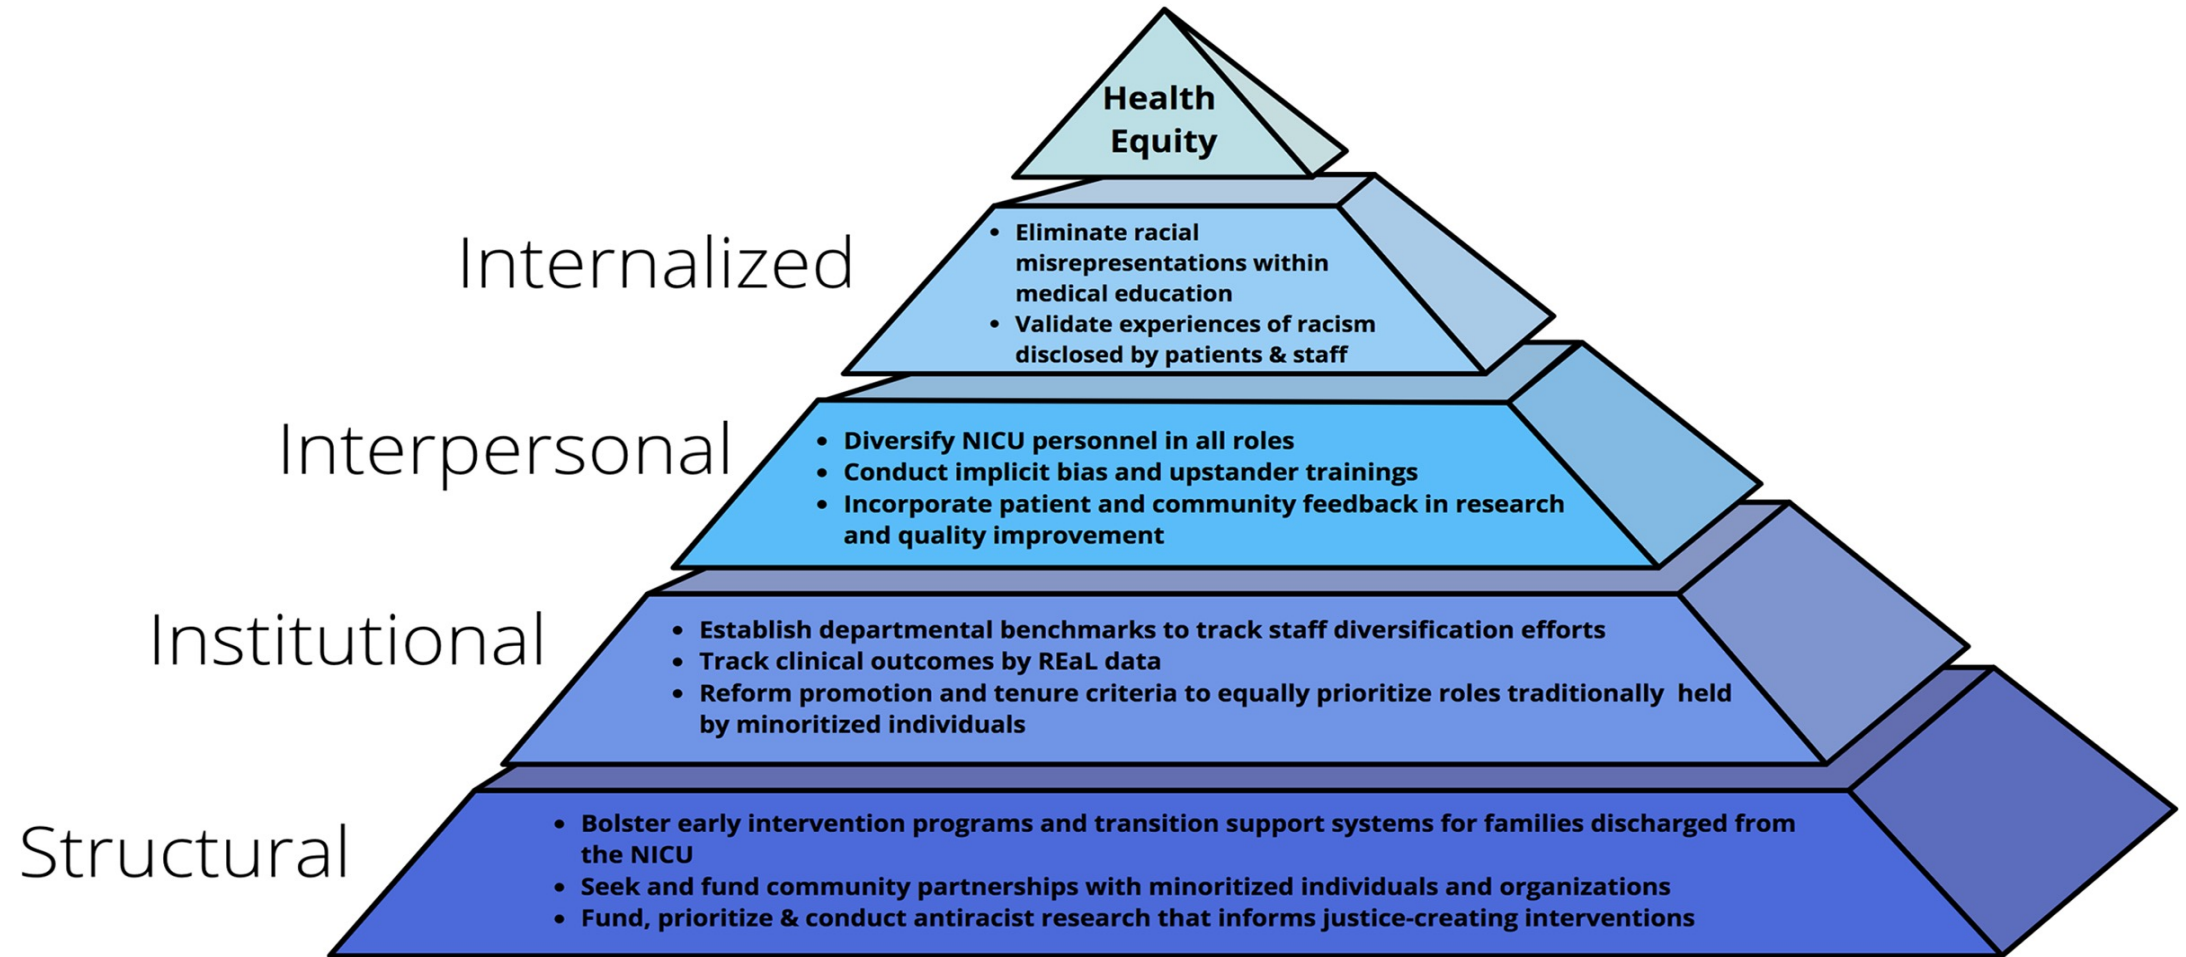 Health
Equity
Internalized
• Eliminate racial
misrepresentations within
medical education
• Validate experiences of racism
disclosed by patients & staff
Interpersonal
• Diversify NICU personnel in all roles
• Conduct implicit bias and upstander trainings
• Incorporate patient and community feedback in research
and quality improvement
Institutional
• Establish departmental benchmarks to track staff diversification efforts
• Track clinical outcomes by REaL data
• Reform promotion and tenure criteria to equally prioritize roles traditionally held
by minoritized individuals
Structural
• Bolster early intervention programs and transition support systems for families discharged from
the NICU
• Seek and fund community partnerships with minoritized individuals and organizations
• Fund, prioritize & conduct antiracist research that informs justice-creating interventions